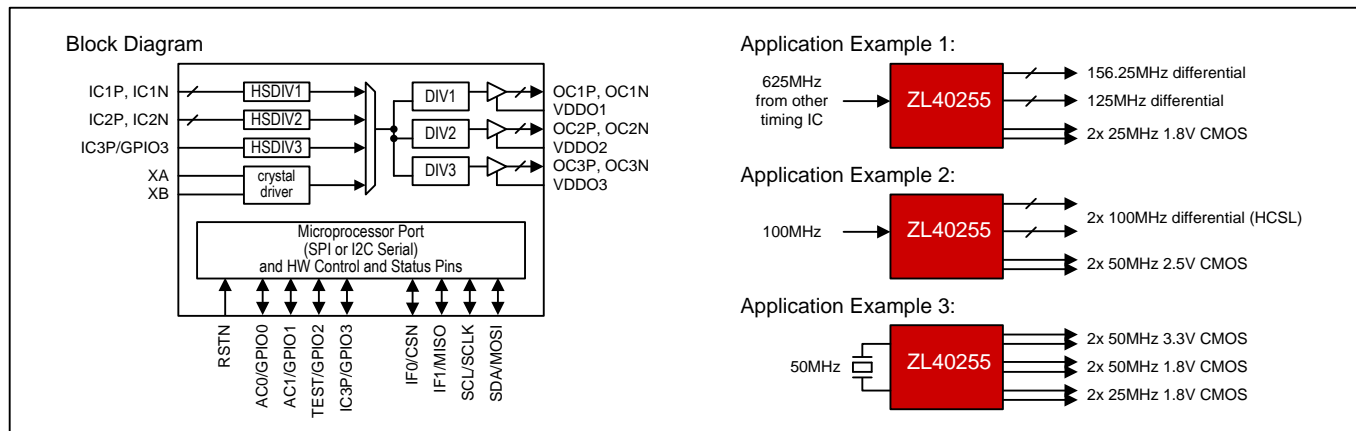 Block Diagram
IC1P, IC1N
IC2P, IC2N
IC3P/GPIO3
XA
XB
HSDIV1
HSDIV2
HSDIV3
crystal
driver
DIV1
DIV2
DIV3
OC1P, OC1N
VDDO1
OC2P, OC2N
VDDO2
OC3P, OC3N
VDDO3
Microprocessor Port
(SPI or I2C Serial)
and HW Control and Status Pins
RSTN
AC0/GPIO0
AC1/GPIO1
TEST/GPIO2
IC3P/GPIO3
IF0/CSN
IF1/MISO
SCL/SCLK
SDA/MOSI
Application Example 1:
625MHz
from other
timing IC
ZL40255
156.25MHz differential
125MHz differential
2x 25MHz 1.8V CMOS
Application Example 2:
100MHz
ZL40255
2x 100MHz differential (HCSL)
2x 50MHz 2.5V CMOS
Application Example 3:
50MHz
ZL40255
2x 50MHz 3.3V CMOS
2x 50MHz 1.8V CMOS
2x 25MHz 1.8V CMOS